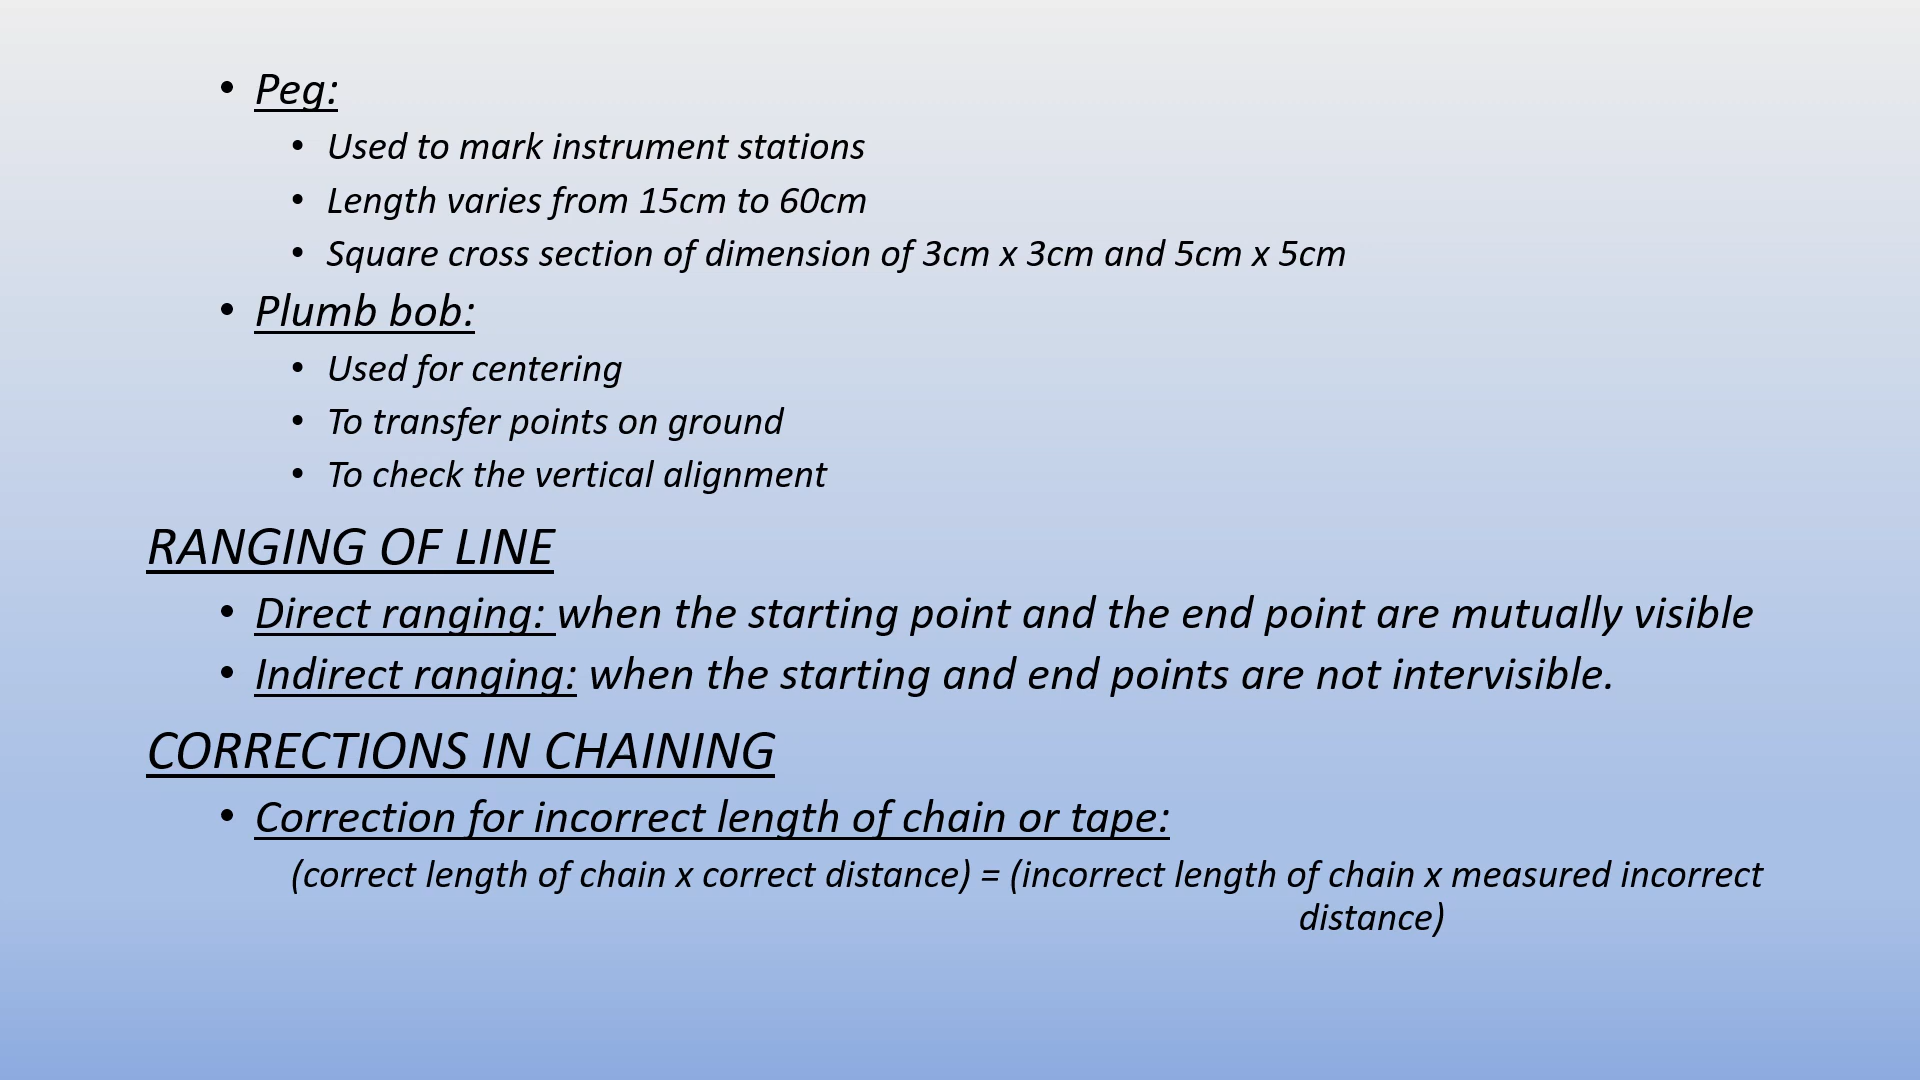 • Peg:
• Used to mark instrument stations
• Length varies from 15cm to 60cm
• Square cross section of dimension of 3cm x 3cm and 5cm x 5cm
• Plumb bob:
• Used for centering
• To transfer points on ground
• To check the vertical alignment
RANGING OF LINE
• Direct ranging: when the starting point and the end point are mutually visible
• Indirect ranging: when the starting and end points are not intervisible.
CORRECTIONS IN CHAINING
• Correction for incorrect length of chain or tape:
(correct length of chain x correct distance) = (incorrect length of chain x measured incorrect
distance)